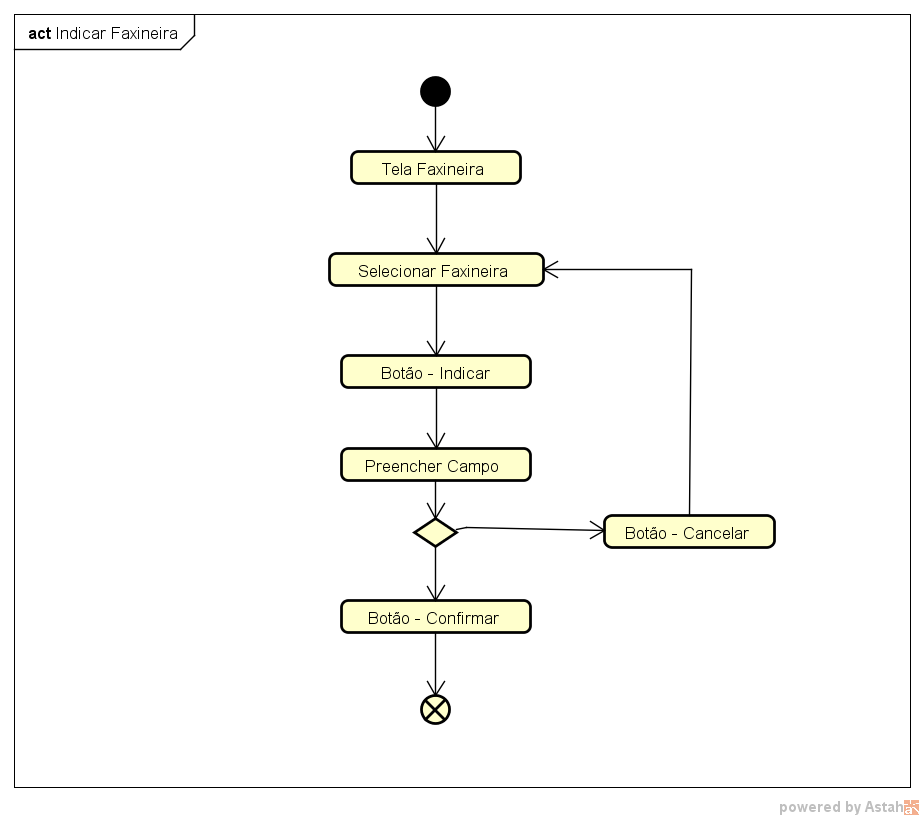 act Indicar Faxineira
Tela Faxineira
Selecionar Faxineira
Botão - Indicar
Preencher Campo
Botão - Cancelar
Botão - Confirmar
powered by Astah